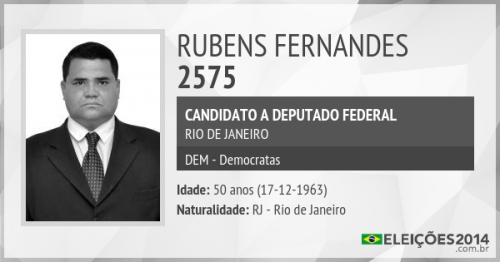 RUBENS FERNANDES
2575
CANDIDATO A DEPUTADO FEDERAL
RIO DE JANEIRO
DEM - Democratas
Idade: 50 anos (17-12-1963)
Naturalidade: RJ - Rio de Janeiro
ELEIÇÕES2014
.com.br